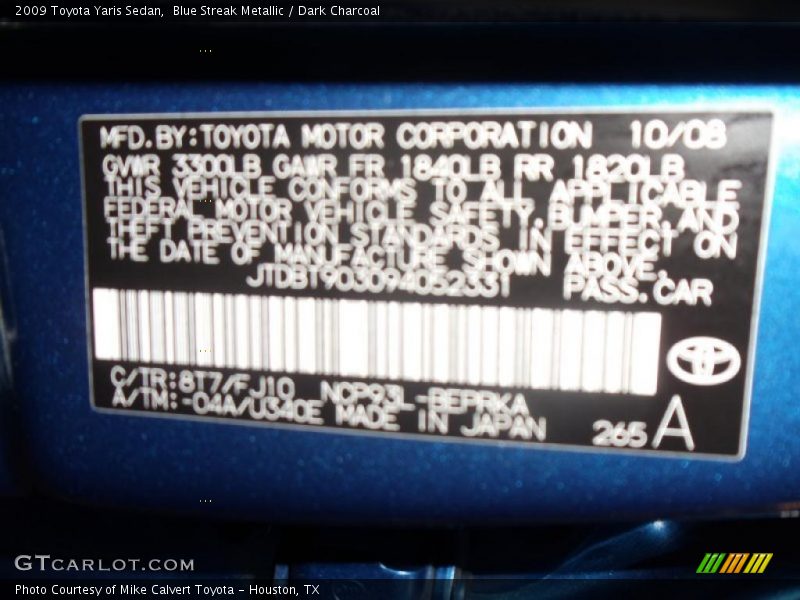 2009 Toyota Yaris Sedan,  Blue Streak Metallic / Dark Charcoal
MFD.BY:TOYOTA MOTOR CORPORATION 10/08
GVWR 3300LB GAWR FR 1840LB RR 1820LB
THIS VEHICLE CONFORMS TO ALL APPLICABLE
FEDERAL MOTOR VEHICLE SAFETY,BUMPER,AND
THEFT PREVENTION STANDARDS IN EFFECT ON
THE DATE OF MANUFACTURE SHOWN ABOVE.
JTDBT903094052331 PASS.CAR
C/TR:8T7/FJ10 NCP93L-BEPRKA
A/TM:-04A/U340E MADE IN JAPAN
265 A
GTCARLOT.COM
Photo Courtesy of Mike Calvert Toyota - Houston, TX